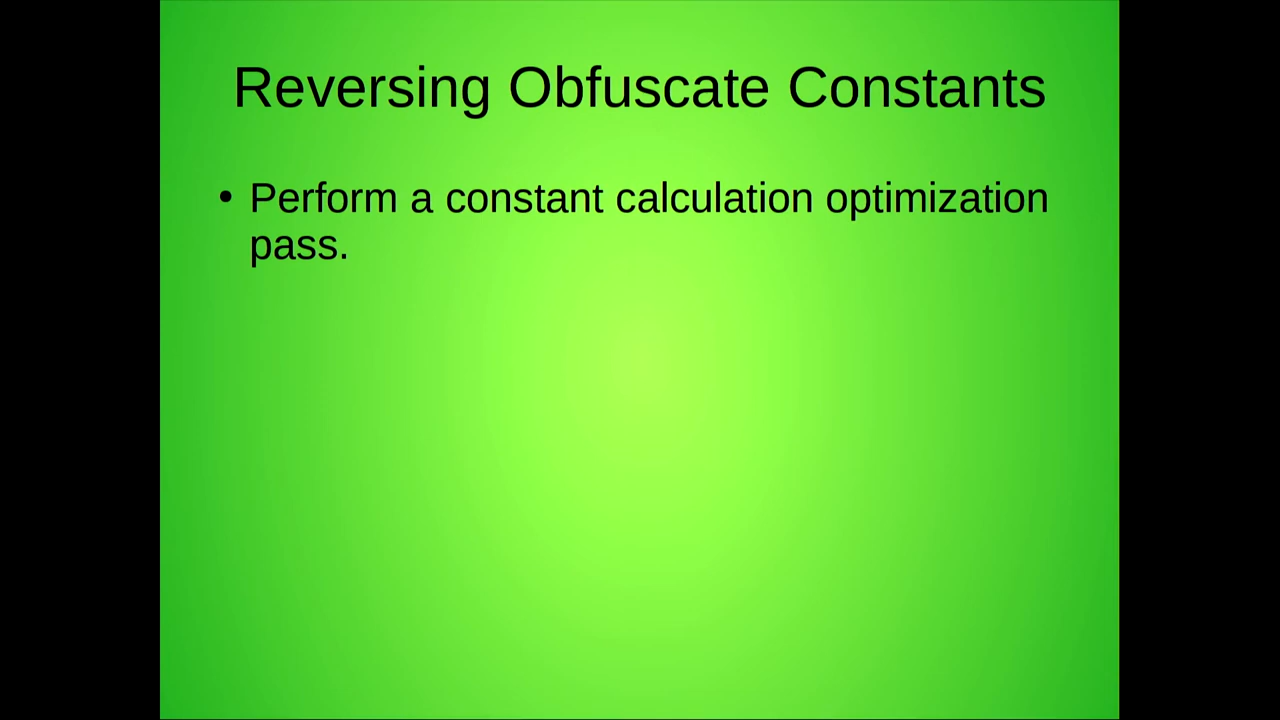 Reversing Obfuscate Constants
• Perform a constant calculation optimization
pass.